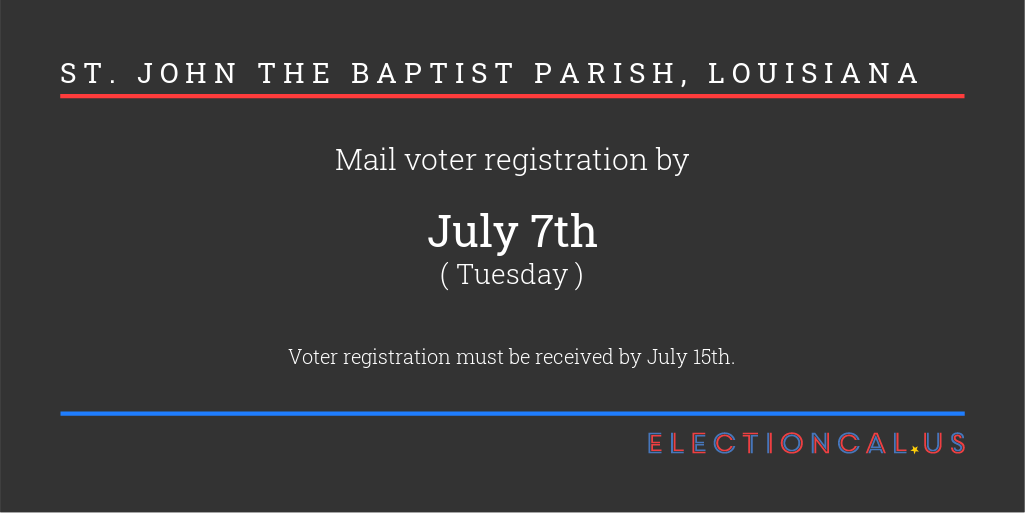 ST. JOHN THE BAPTIST PARISH, LOUISIANA
Mail voter registration by
July 7th
( Tuesday )
Voter registration must be received by July 15th.
ELECTIONCAL.US